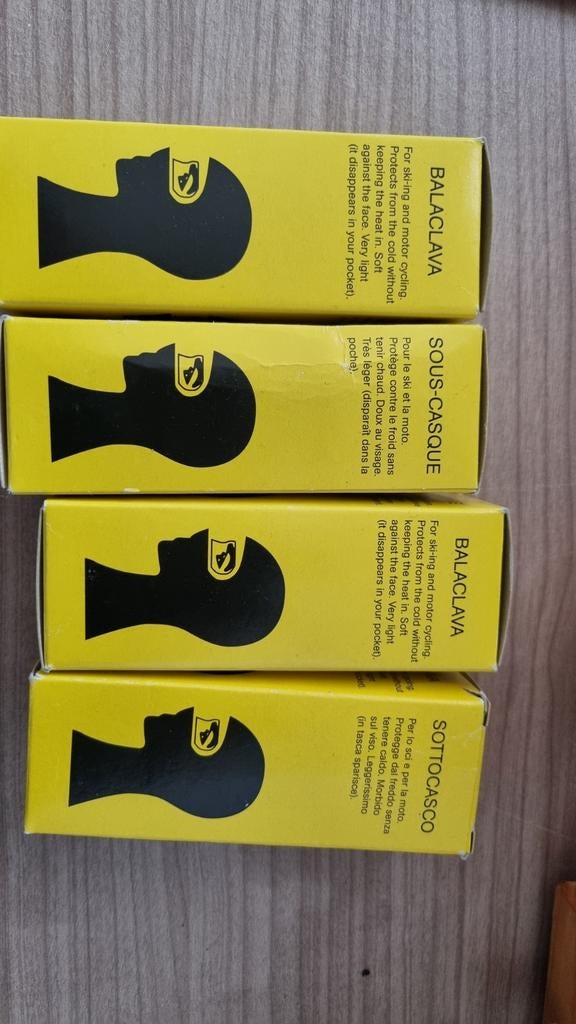 BALACLAVA
For ski-ing and motor cycling.
Protects from the cold without
keeping the heat in. Soft
against the face. Very light
(it disappears in your pocket).
SOUS-CASQUE
Pour le ski et la moto.
Protège contre le froid sans
tenir chaud. Doux au visage.
Très léger (disparaît dans la
poche).
BALACLAVA
For ski-ing and motor cycling.
Protects from the cold without
keeping the heat in. Soft
against the face. Very light
(it disappears in your pocket).
SOTTOCASCO
Per lo sci e per la moto.
Protegge dal freddo senza
tenere caldo. Morbido
sul viso. Leggerissimo
(in tasca sparisce).